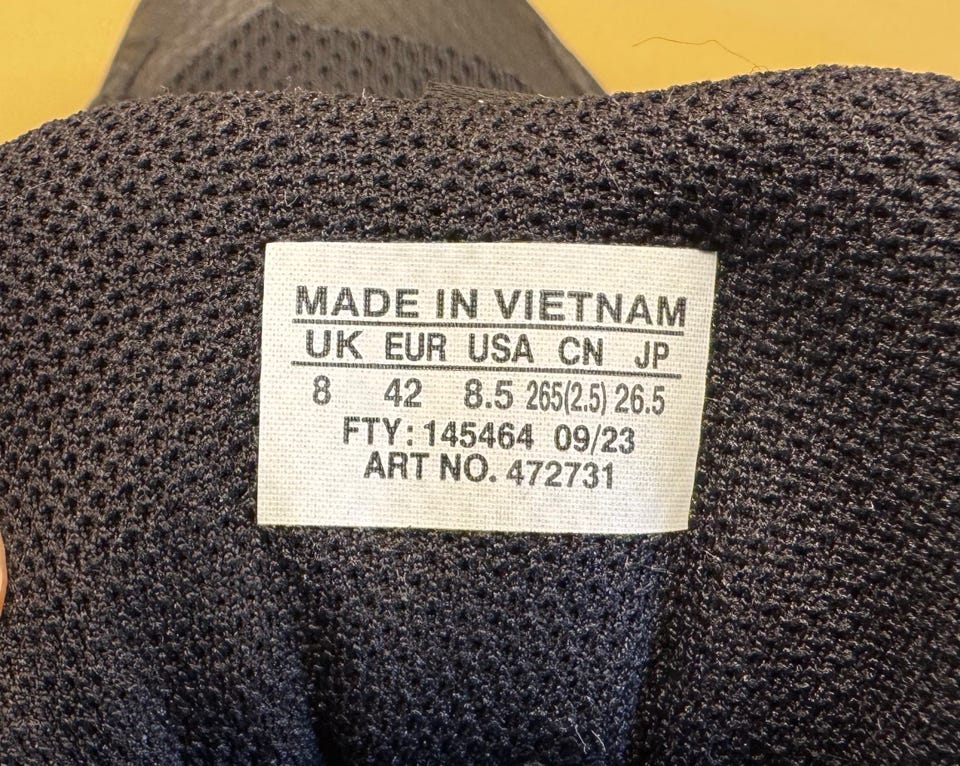 MADE IN VIETNAM
UK EUR USA CN JP
8 42 8.5 265(2.5) 26.5
FTY: 145464 09/23
ART NO. 472731